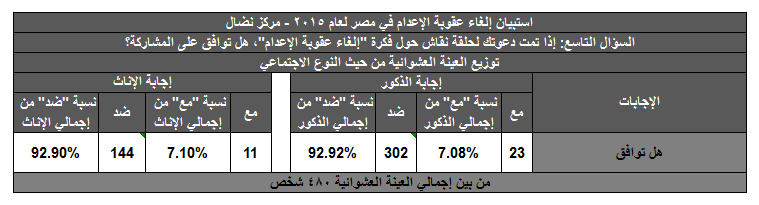 استبيان إلغاء عقوبة الإعدام في مصر لعام ٢٠١٥ - مركز نضال
السؤال التاسع: إذا تمت دعوتك لحلقة نقاش حول فكرة "إلغاء عقوبة الإعدام"، هل توافق على المشاركة؟
توزيع العينة العشوائية من حيث النوع الاجتماعي
الإجابات
إجابة الذكور
إجابة الإناث
مع
نسبة "مع" من
إجمالي الذكور
ضد
نسبة "ضد" من
إجمالي الذكور
مع
نسبة "مع" من
إجمالي الإناث
ضد
نسبة "ضد" من
إجمالي الإناث
هل توافق 23 7.08% 302 92.92% 11 7.10% 144 92.90%
من بين إجمالي العينة العشوائية ٤٨٠ شخص